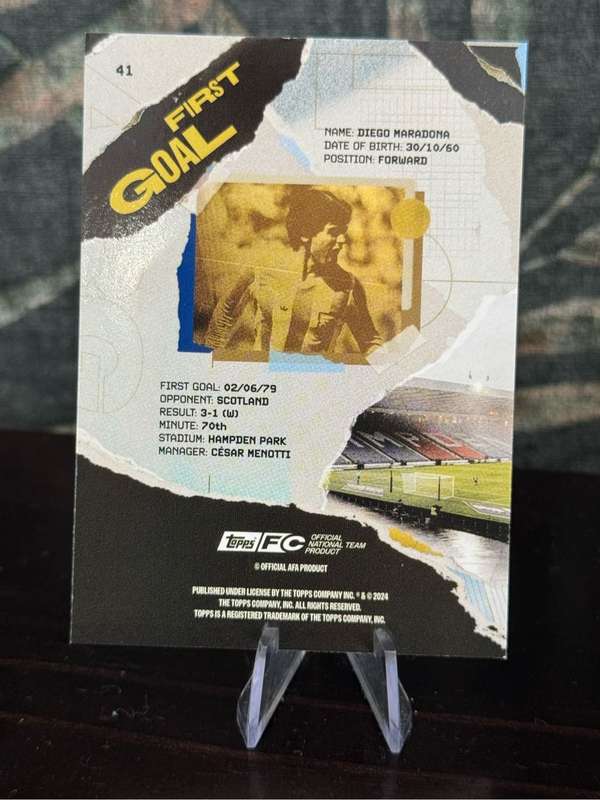 41
FIRST
GOAL
NAME: DIEGO MARADONA
DATE OF BIRTH: 30/10/60
POSITION: FORWARD
FIRST GOAL: 02/06/79
OPPONENT: SCOTLAND
RESULT: 3-1 (W)
MINUTE: 70th
STADIUM: HAMPDEN PARK
MANAGER: CÉSAR MENOTTI
topps FC OFFICIAL
NATIONAL TEAM
PRODUCT
© OFFICIAL AFA PRODUCT
PUBLISHED UNDER LICENSE BY THE TOPPS COMPANY INC. ® & © 2024
THE TOPPS COMPANY, INC. ALL RIGHTS RESERVED.
TOPPS IS A REGISTERED TRADEMARK OF THE TOPPS COMPANY, INC.